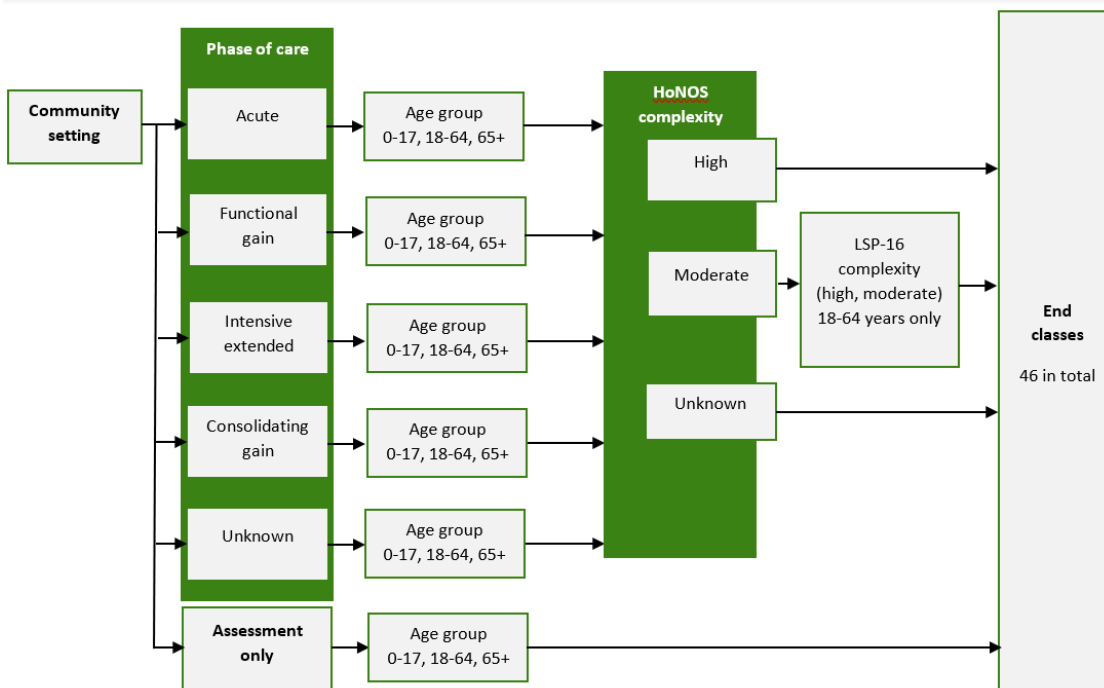 Phase of care
Community
setting
Acute
Age group
0-17, 18-64, 65+
HoNOS
complexity
High
Functional
gain
Age group
0-17, 18-64, 65+
Moderate
LSP-16
complexity
(high, moderate)
18-64 years only
Intensive
extended
Age group
0-17, 18-64, 65+
End
classes
46 in total
Unknown
Consolidating
gain
Age group
0-17, 18-64, 65+
Unknown
Age group
0-17, 18-64, 65+
Assessment
only
Age group
0-17, 18-64, 65+